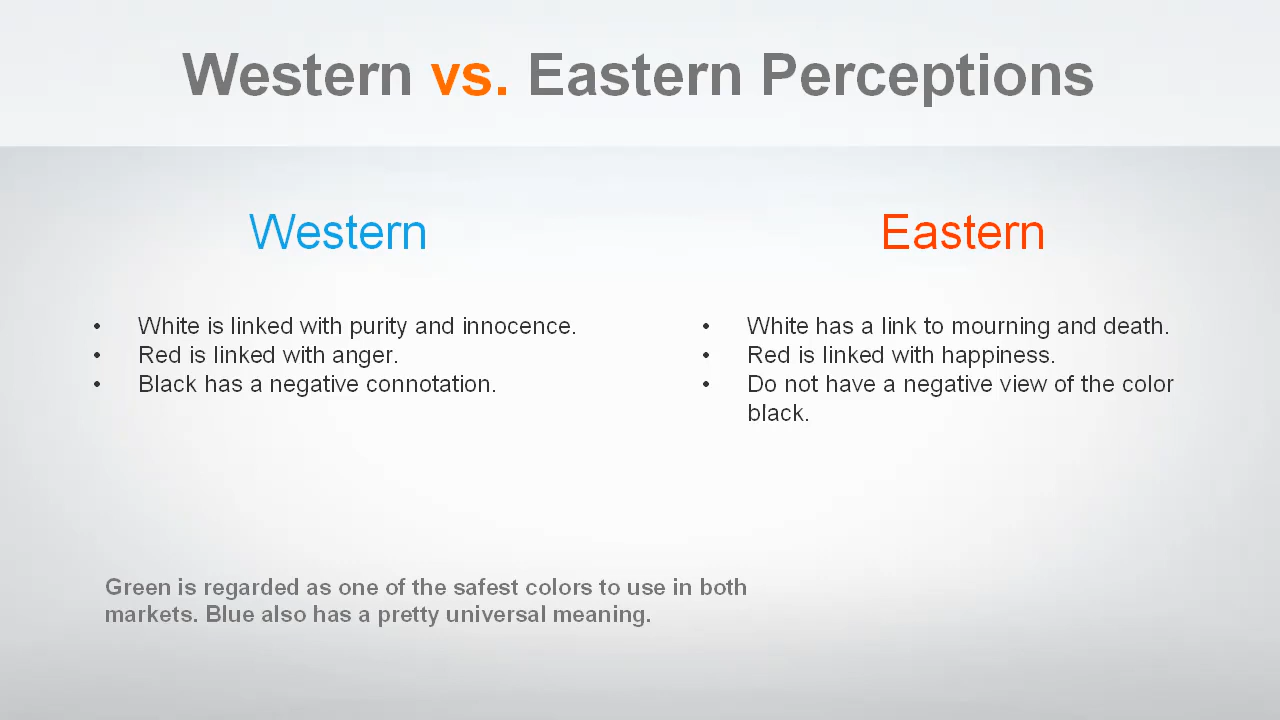 Western vs. Eastern Perceptions
Western
• White is linked with purity and innocence.
• Red is linked with anger.
• Black has a negative connotation.
Eastern
• White has a link to mourning and death.
• Red is linked with happiness.
• Do not have a negative view of the color
black.
Green is regarded as one of the safest colors to use in both
markets. Blue also has a pretty universal meaning.